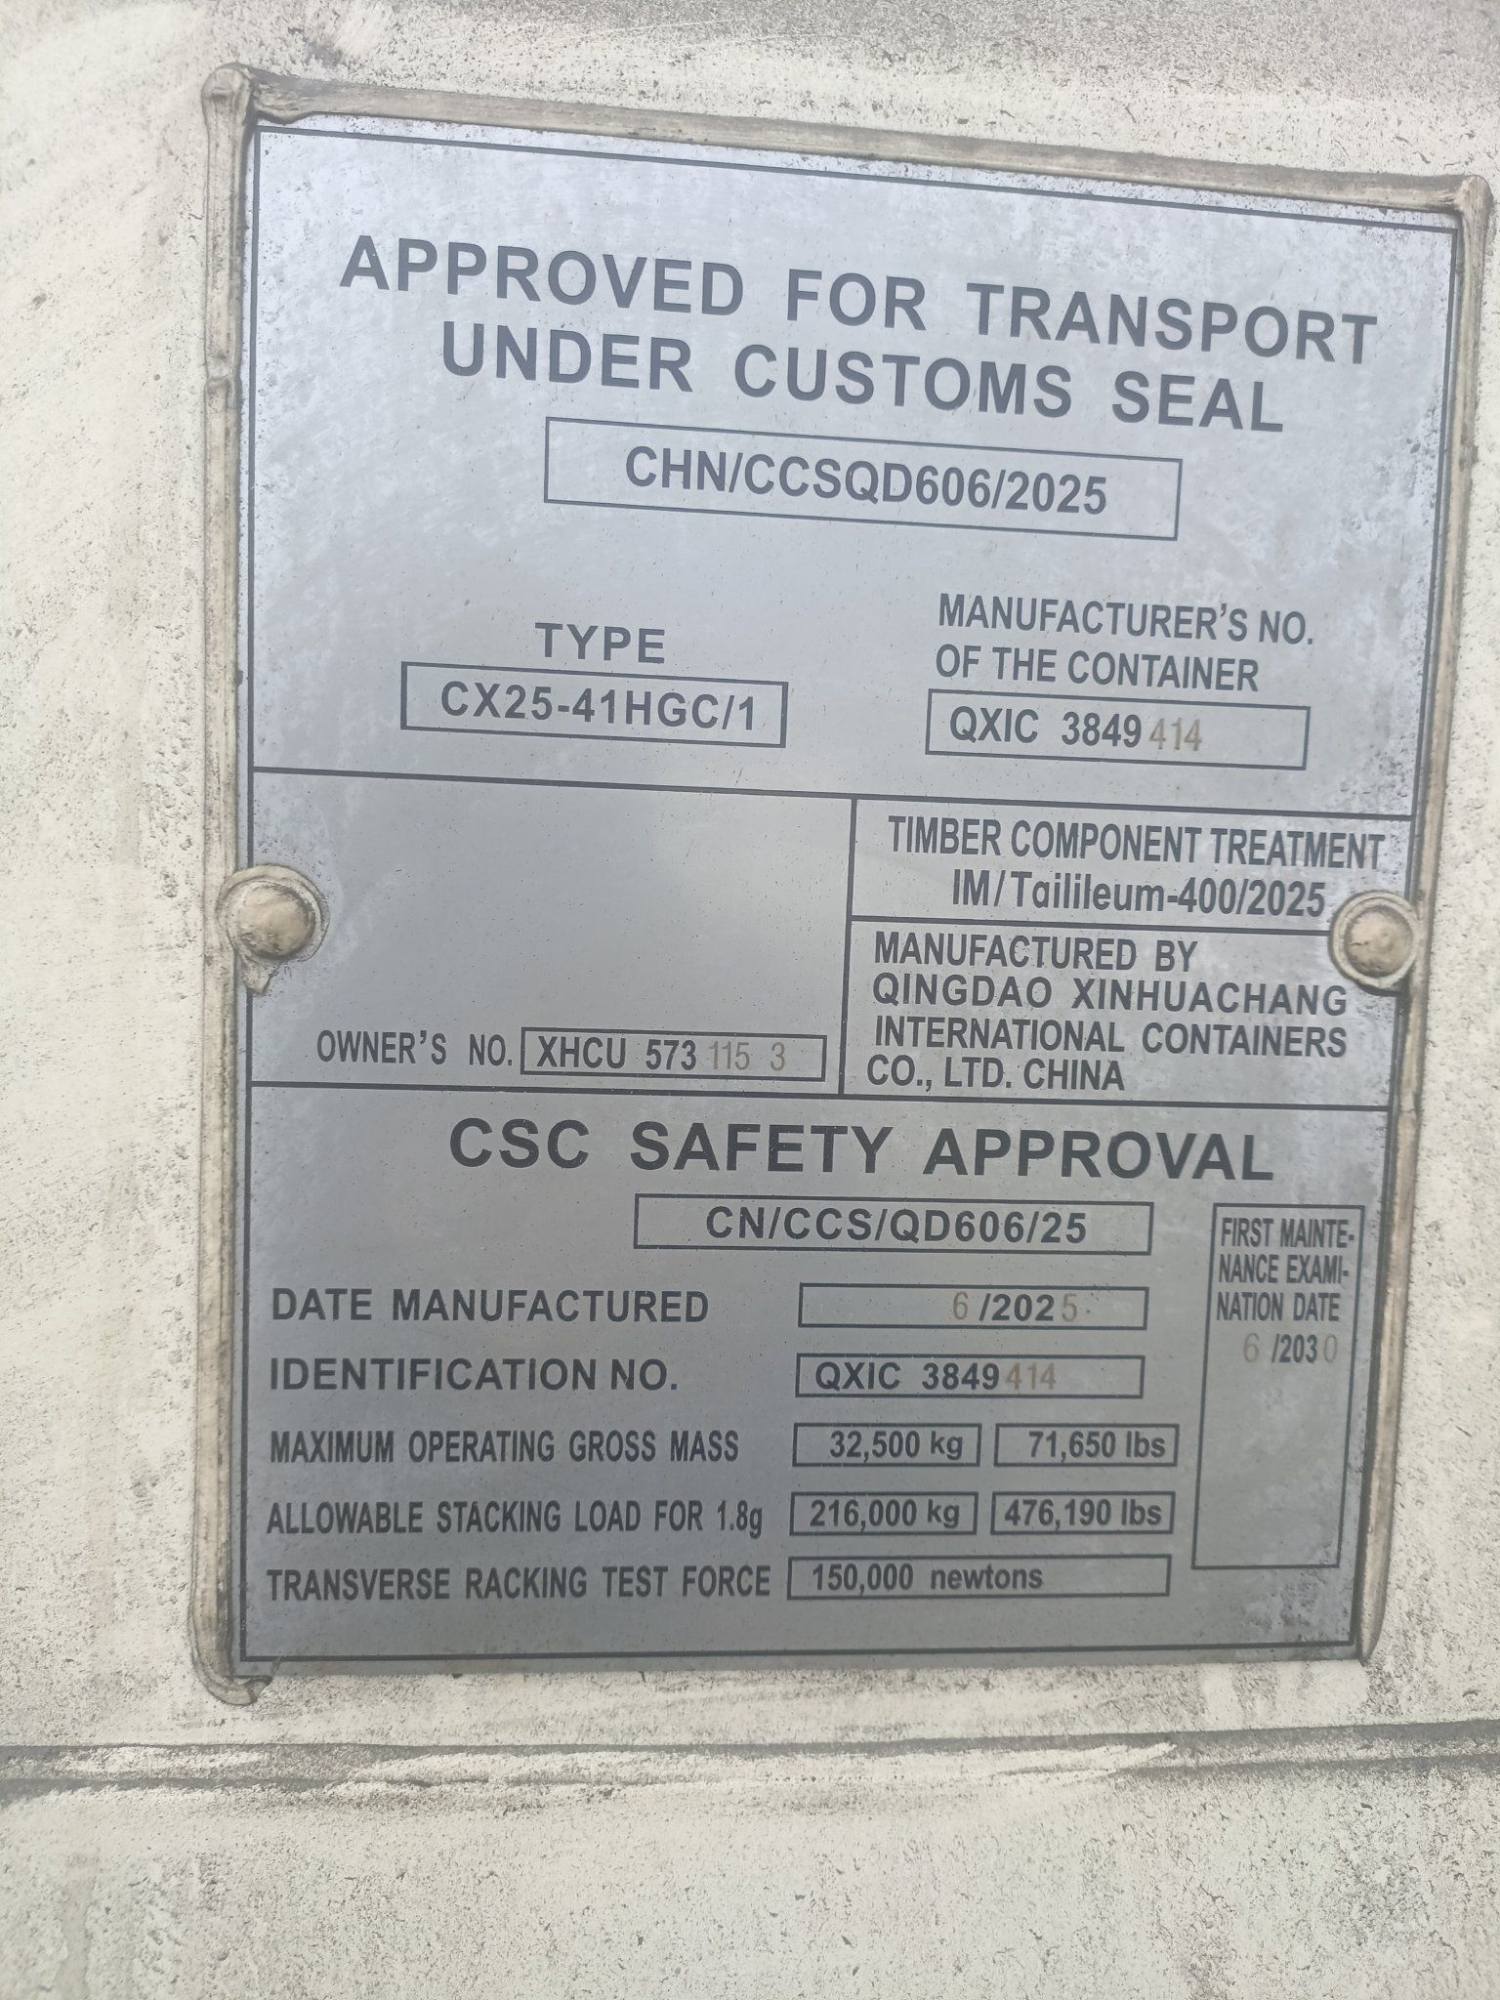 APPROVED FOR TRANSPORT
UNDER CUSTOMS SEAL
CHN/CCSQD606/2025
TYPE
CX25-41HGC/1
MANUFACTURER'S NO.
OF THE CONTAINER
QXIC 3849 414
TIMBER COMPONENT TREATMENT
IM/Tailileum-400/2025
MANUFACTURED BY
QINGDAO XINHUACHANG
INTERNATIONAL CONTAINERS
CO., LTD. CHINA
OWNER'S NO. XHCU 573 115 3
CSC SAFETY APPROVAL
CN/CCS/QD606/25
DATE MANUFACTURED 6 /2025
IDENTIFICATION NO. QXIC 3849 414
MAXIMUM OPERATING GROSS MASS 32,500 kg 71,650 lbs
ALLOWABLE STACKING LOAD FOR 1.8g 216,000 kg 476,190 lbs
TRANSVERSE RACKING TEST FORCE 150,000 newtons
FIRST MAINTE-
NANCE EXAMI-
NATION DATE
6 /2030